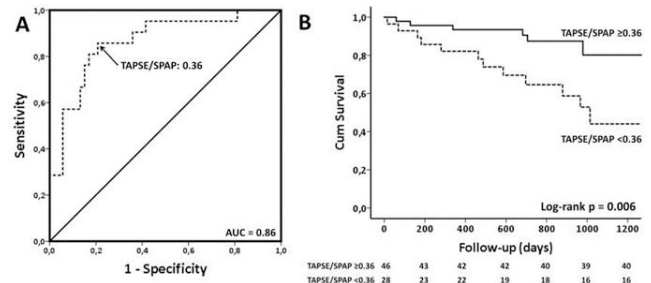 A
1,0
0,8
0,6
0,4
0,2
0,0
Sensitivity
TAPSE/SPAP: 0.36
AUC = 0.86
0,0 0,2 0,4 0,6 0,8 1,0
1 - Specificity
B
1,0
0,8
0,6
0,4
0,2
0,0
Cum Survival
TAPSE/SPAP ≥0.36
TAPSE/SPAP <0.36
Log-rank p = 0.006
0 200 400 600 800 1000 1200
Follow-up (days)
TAPSE/SPAP ≥0.36 46 43 42 42 40 39 40
TAPSE/SPAP <0.36 28 23 22 19 18 16 16